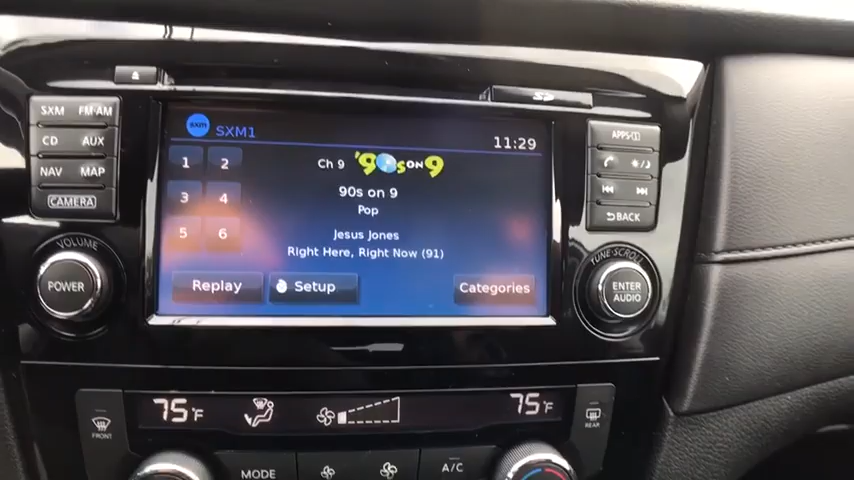 SD
SXM FM·AM
CD AUX
NAV MAP
CAMERA
VOLUME
POWER
sxm SXM1
11:29
1 2
3 4
5 6
Ch 9 '90s ON 9
90s on 9
Pop
Jesus Jones
Right Here, Right Now (91)
Replay Setup Categories
APPS
BACK
TUNE·SCROLL
ENTER
AUDIO
FRONT
75°F
75°F
REAR
MODE
A/C